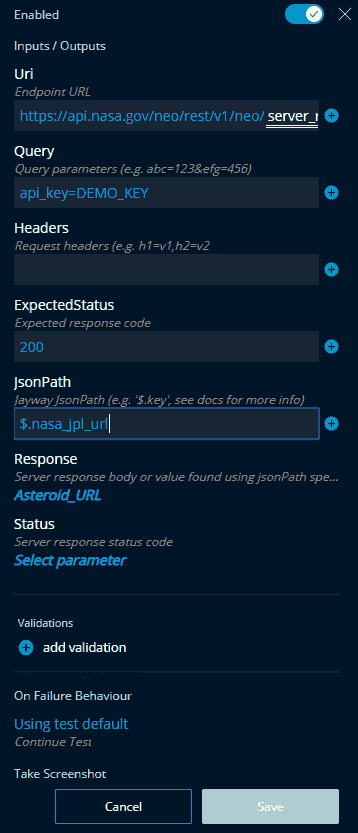 Enabled
Inputs / Outputs
Uri
Endpoint URL
https://api.nasa.gov/neo/rest/v1/neo/ server_r
Query
Query parameters (e.g. abc=123&efg=456)
api_key=DEMO_KEY
Headers
Request headers (e.g. h1=v1,h2=v2
ExpectedStatus
Expected response code
200
JsonPath
Jayway JsonPath (e.g. '$.key', see docs for more info)
$.nasa_jpl_url
Response
Server response body or value found using jsonPath spe...
Asteroid_URL
Status
Server response status code
Select parameter
Validations
add validation
On Failure Behaviour
Using test default
Continue Test
Take Screenshot
Cancel
Save